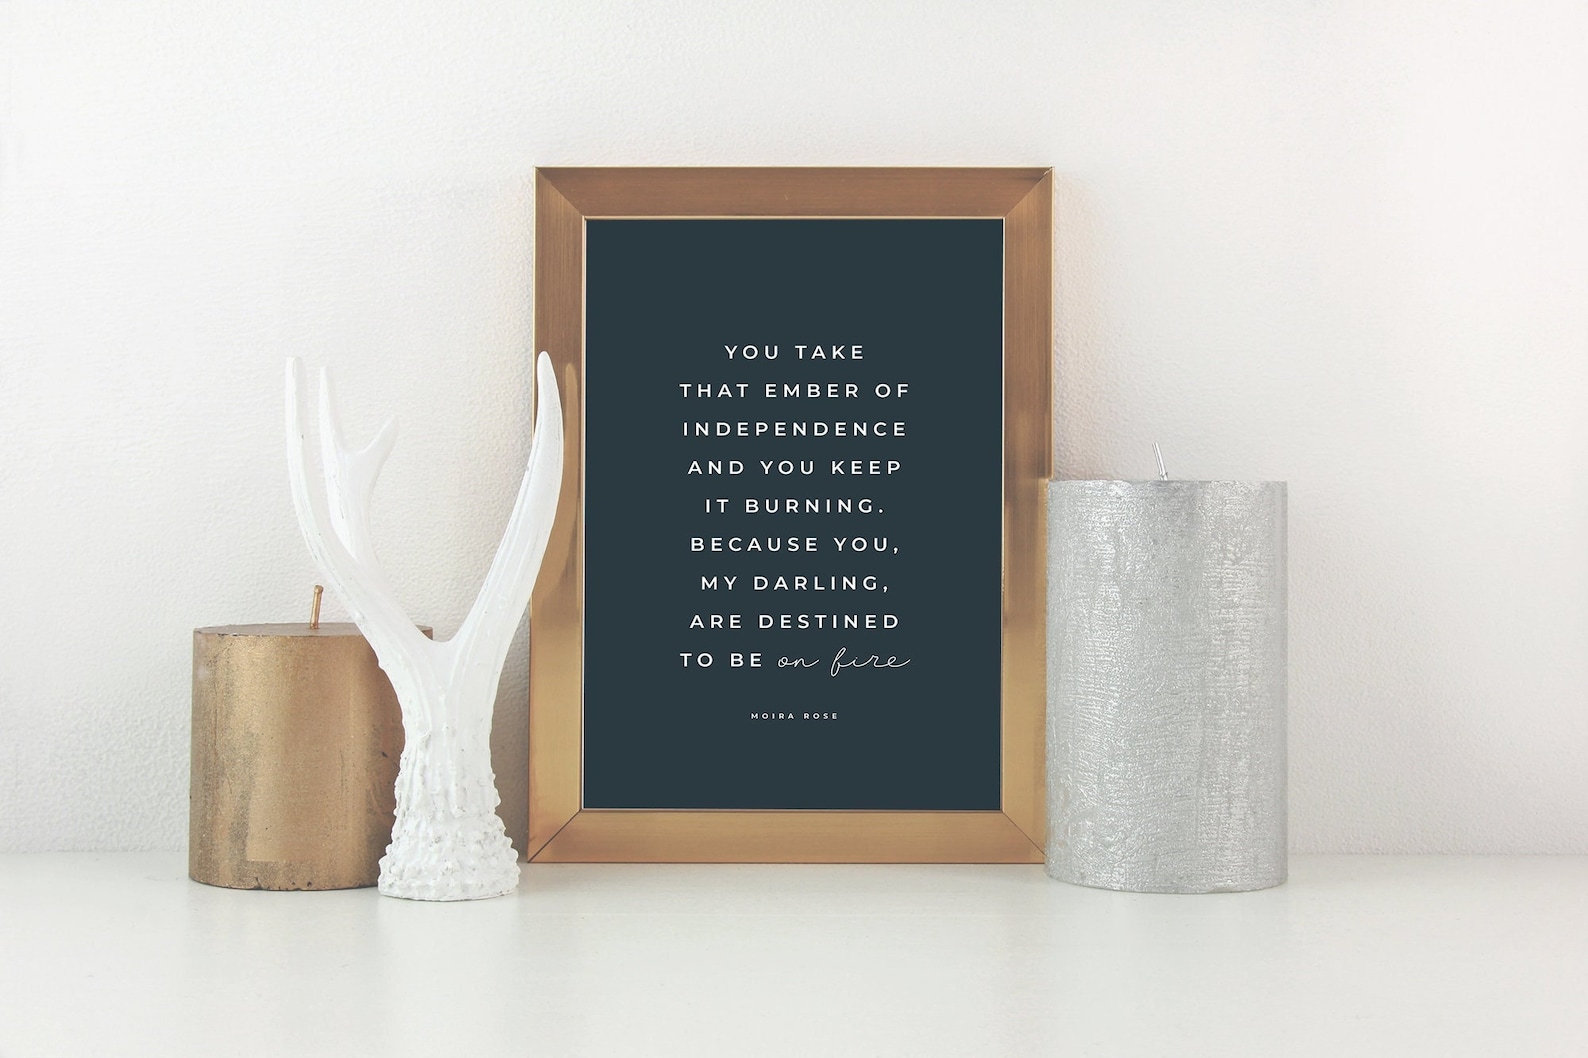 YOU TAKE
THAT EMBER OF
INDEPENDENCE
AND YOU KEEP
IT BURNING.
BECAUSE YOU,
MY DARLING,
ARE DESTINED
TO BE on fire
MOIRA ROSE